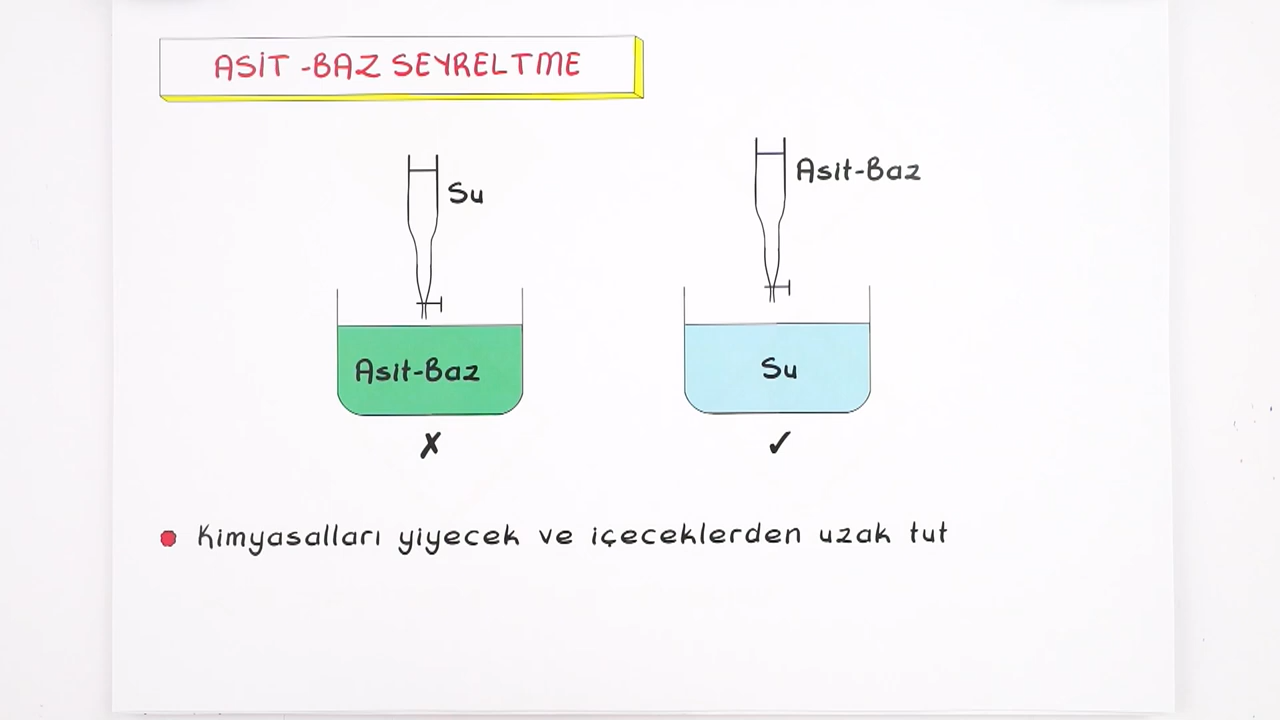 ASİT -BAZ SEYRELTME
Su
Asit-Baz
Asit-Baz
Su
Kimyasalları yiyecek ve içeceklerden uzak tut